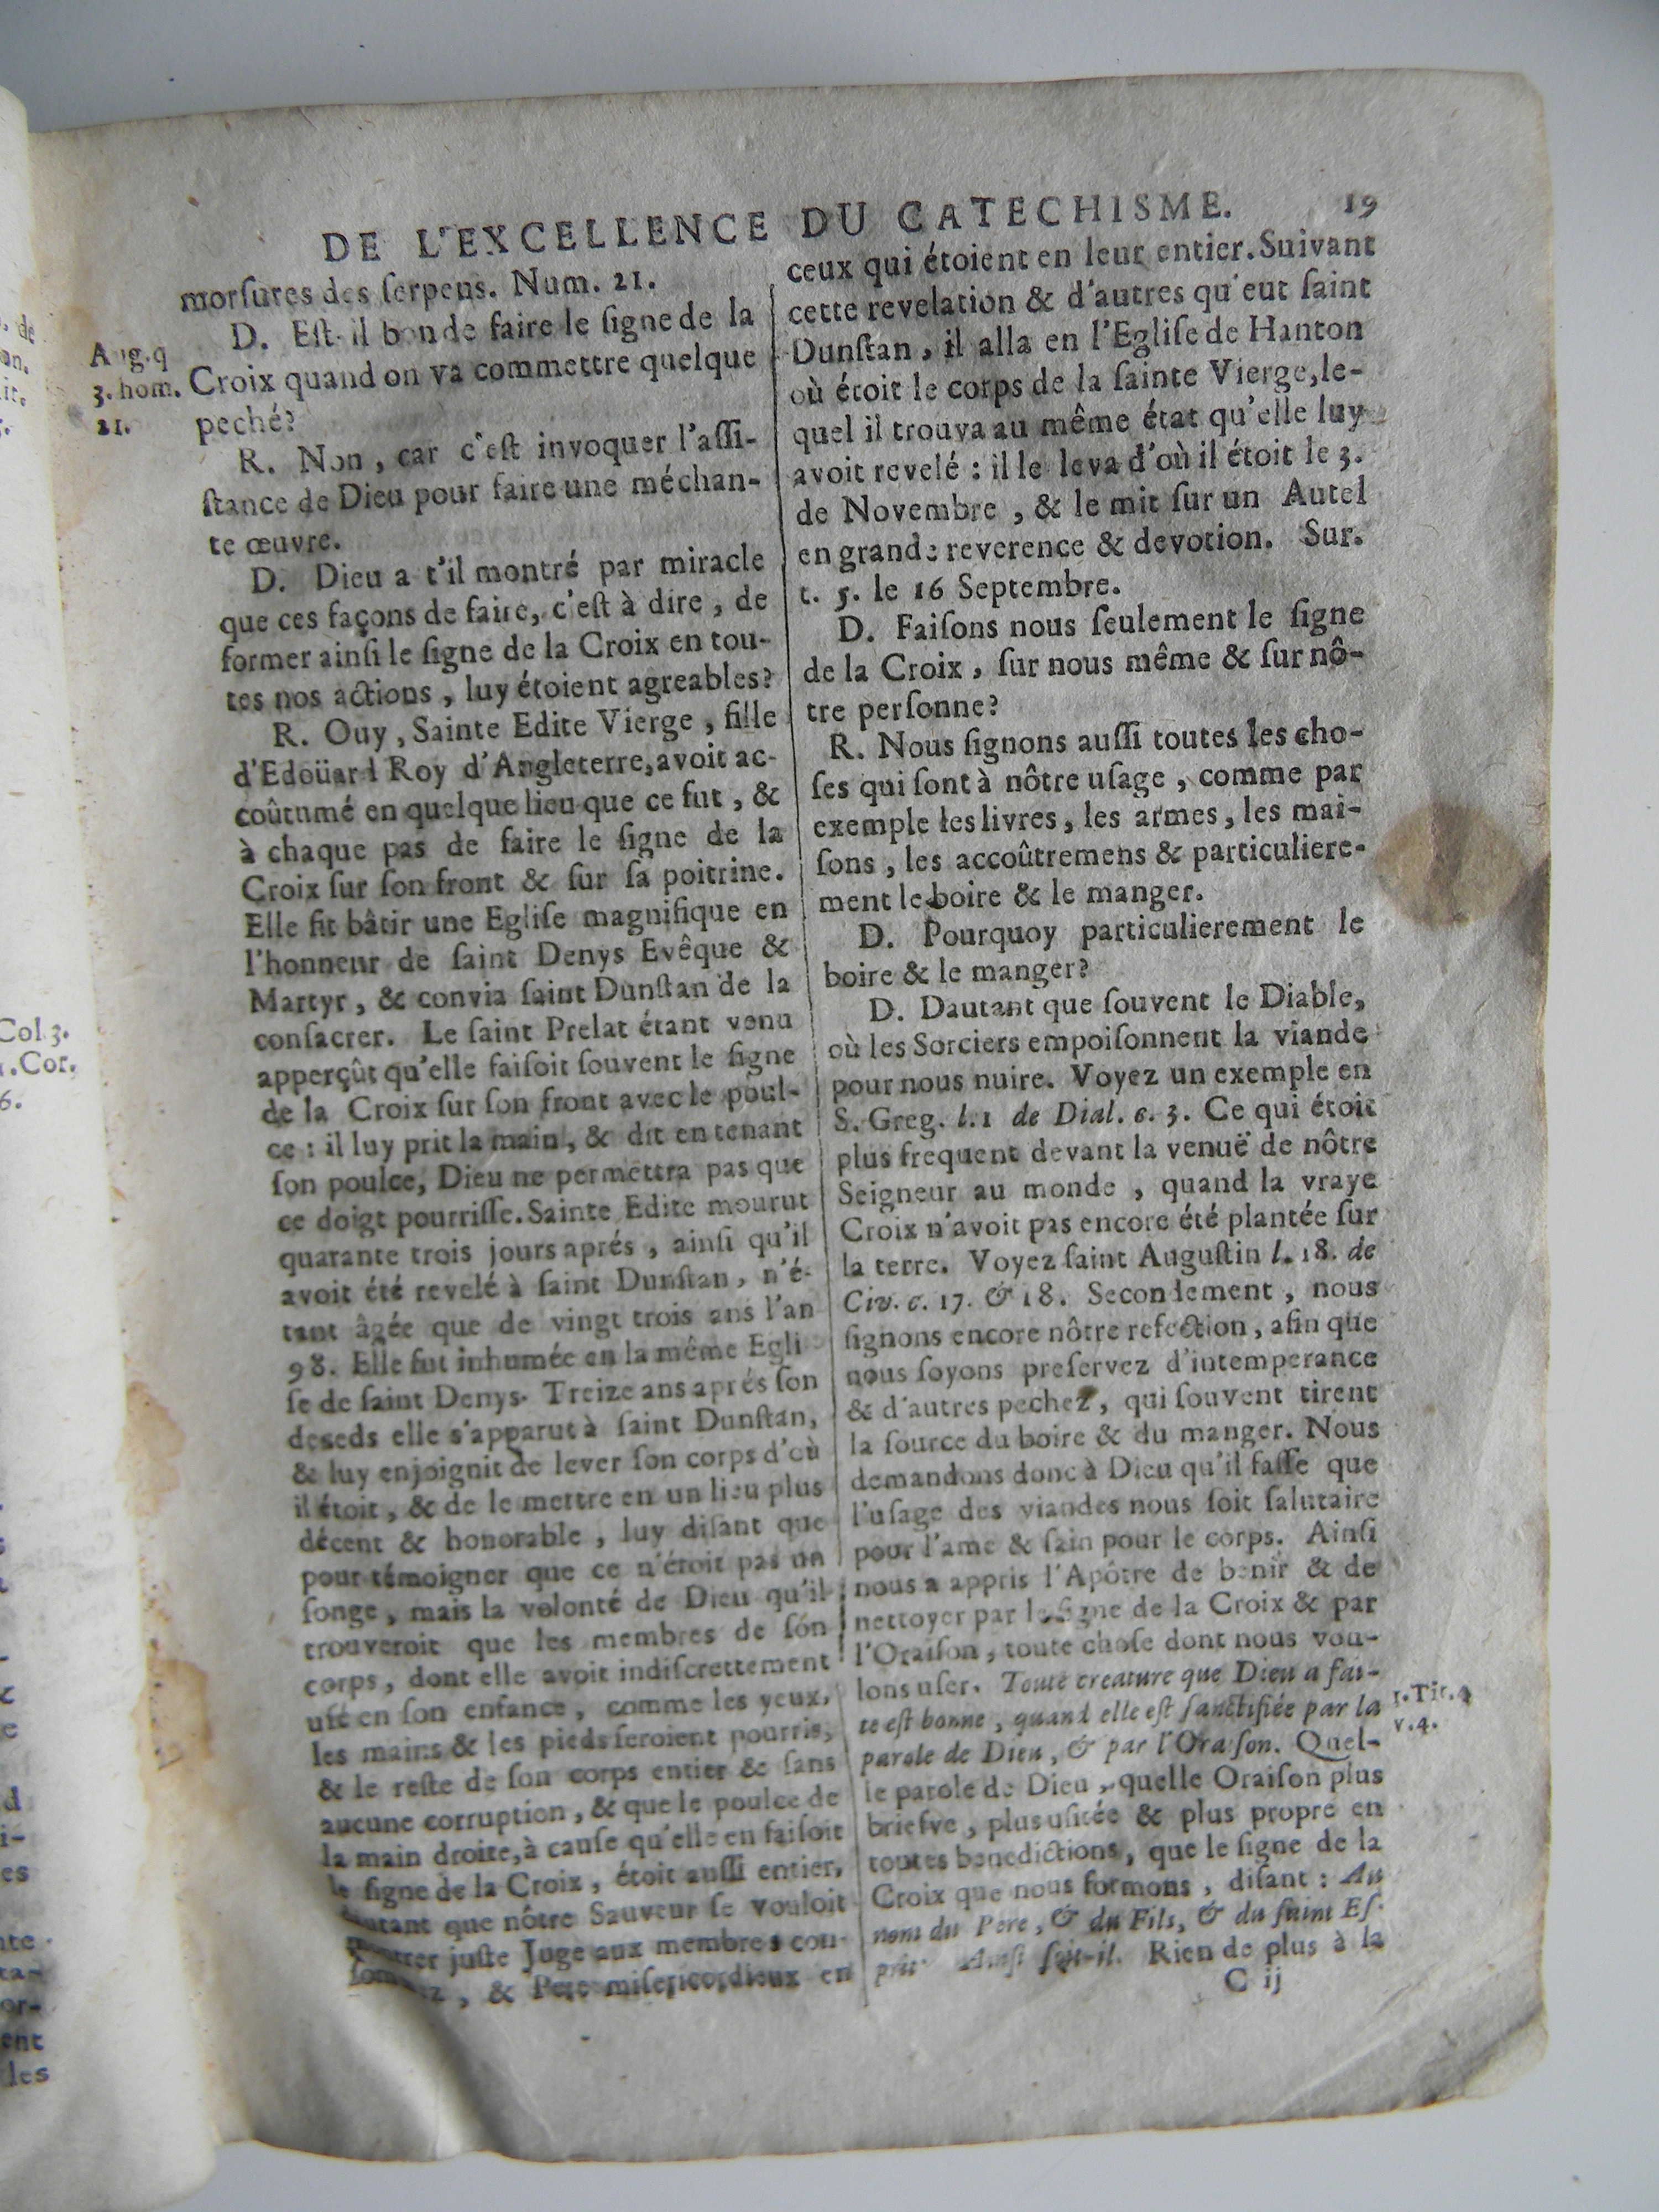 DE L'EXCELLENCE DU CATECHISME. 19
morſures des ſerpens. Num. 21.
D. Eſt-il bon de faire le ſigne de la
Croix quand on va commettre quelque
peché?
Aug. q
3. hom.
21.
R. Non, car c'eſt invoquer l'aſſi-
ſtance de Dieu pour faire une méchan-
te œuvre.
D. Dieu a t'il montré par miracle
que ces façons de faire, c'eſt à dire, de
former ainſi le ſigne de la Croix en tou-
tes nos actions, luy étoient agreables?
R. Ouy, Sainte Edite Vierge, fille
d'Edoüard Roy d'Angleterre, avoit ac-
coûtumé en quelque lieu que ce fut, &
à chaque pas de faire le ſigne de la
Croix ſur ſon front & ſur ſa poitrine.
Elle fit bâtir une Egliſe magnifique en
l'honneur de ſaint Denys Evêque &
Martyr, & convia ſaint Dunſtan de la
conſacrer. Le ſaint Prelat étant venu
apperçût qu'elle faiſoit ſouvent le ſigne
de la Croix ſur ſon front avec le poul-
ce: il luy prit la main, & dit en tenant
ſon poulce, Dieu ne permettra pas que
ce doigt pourriſſe. Sainte Edite mourut
quarante trois jours aprés, ainſi qu'il
avoit été revelé à ſaint Dunſtan, n'é-
tant âgée que de vingt trois ans l'an
98. Elle fut inhumée en la même Egli
ſe de ſaint Denys. Treize ans aprés ſon
deseds elle s'apparut à ſaint Dunſtan,
& luy enjoignit de lever ſon corps d'où
il étoit, & de le mettre en un lieu plus
décent & honorable, luy diſant que
pour témoigner que ce n'étoit pas un
ſonge, mais la volonté de Dieu qu'il
trouveroit que les membres de ſon
corps, dont elle avoit indiſcrettement
uſé en ſon enfance, comme les yeux,
les mains & les pieds ſeroient pourris,
& le reſte de ſon corps entier & ſans
aucune corruption, & que le poulce de
la main droite, à cauſe qu'elle en faiſoit
le ſigne de la Croix, étoit auſſi entier,
que nôtre Sauveur ſe vouloit
juſte Juge aux membres cou-
, & Pere miſericordieux en
ceux qui étoient en leur entier. Suivant
cette revelation & d'autres qu'eut ſaint
Dunſtan, il alla en l'Egliſe de Hanton
où étoit le corps de la ſainte Vierge, le-
quel il trouva au même état qu'elle luy
avoit revelé: il le leva d'où il étoit le 3.
de Novembre, & le mit ſur un Autel
en grande reverence & devotion. Sur.
t. 5. le 16 Septembre.
D. Faiſons nous ſeulement le ſigne
de la Croix, ſur nous même & ſur nô-
tre perſonne?
R. Nous ſignons auſſi toutes les cho-
ſes qui ſont à nôtre uſage, comme par
exemple les livres, les armes, les mai-
ſons, les accoûtremens & particuliere-
ment le boire & le manger.
D. Pourquoy particulierement le
boire & le manger?
D. Dautant que ſouvent le Diable,
où les Sorciers empoiſonnent la viande
pour nous nuire. Voyez un exemple en
S. Greg. l. 1 de Dial. c. 3. Ce qui étoit
plus frequent devant la venuë de nôtre
Seigneur au monde, quand la vraye
Croix n'avoit pas encore été plantée ſur
la terre. Voyez ſaint Auguſtin l. 18. de
Civ. c. 17. & 18. Secondement, nous
ſignons encore nôtre refection, afin que
nous ſoyons preſervez d'intemperance
& d'autres pechez, qui ſouvent tirent
la ſource du boire & du manger. Nous
demandons donc à Dieu qu'il faſſe que
l'uſage des viandes nous ſoit ſalutaire
pour l'ame & ſain pour le corps. Ainſi
nous a appris l'Apôtre de benir & de
nettoyer par le ſigne de la Croix & par
l'Oraiſon, toute choſe dont nous vou-
lons uſer. Toute creature que Dieu a fai-
te eſt bonne, quand elle eſt ſanctifiée par la
parole de Dieu, & par l'Oraiſon. Quel-
le parole de Dieu, quelle Oraiſon plus
briefve, plus uſitée & plus propre en
toutes benedictions, que le ſigne de la
Croix que nous formons, diſant: Au
nom du Pere, & du Fils, & du ſaint Eſ-
prit Ainſi ſoit-il. Rien de plus à la
1. Tit. 4
v. 4.
C ij
Col 3.
1. Cor.
6.